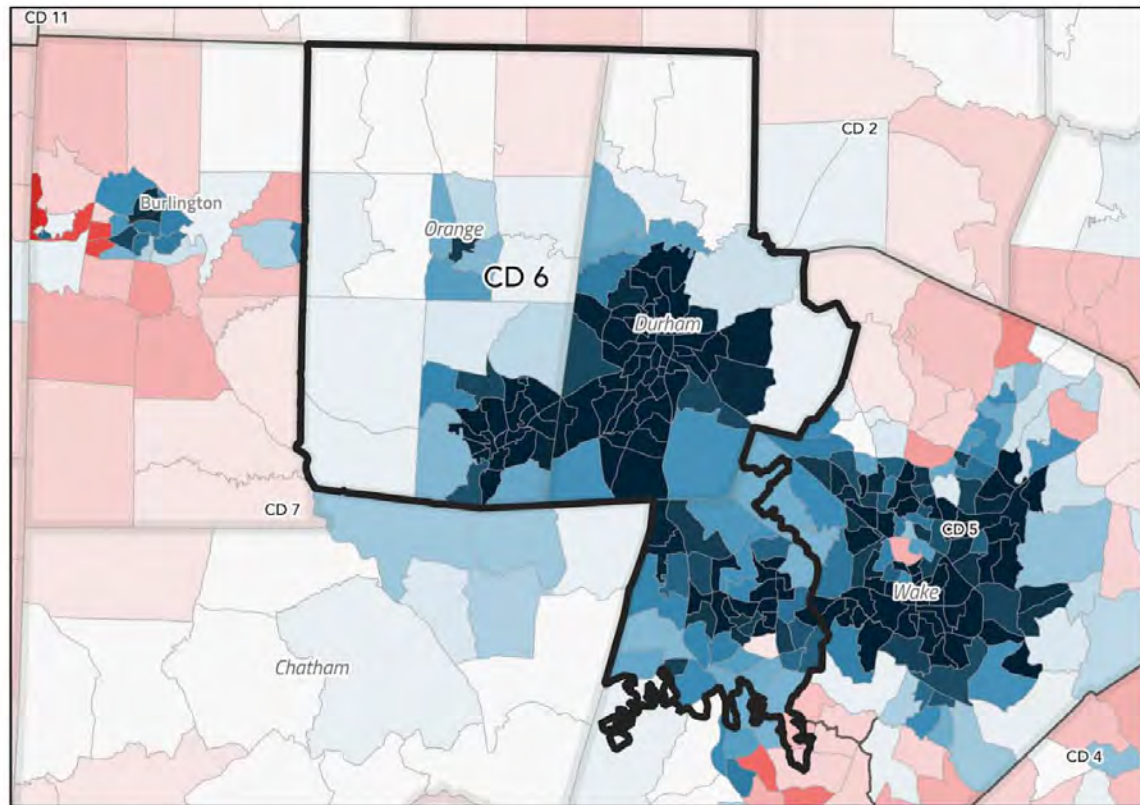 CD 11
CD 2
Burlington
Orange
CD 6
Durham
CD 7
CD 5
Wake
Chatham
CD 4